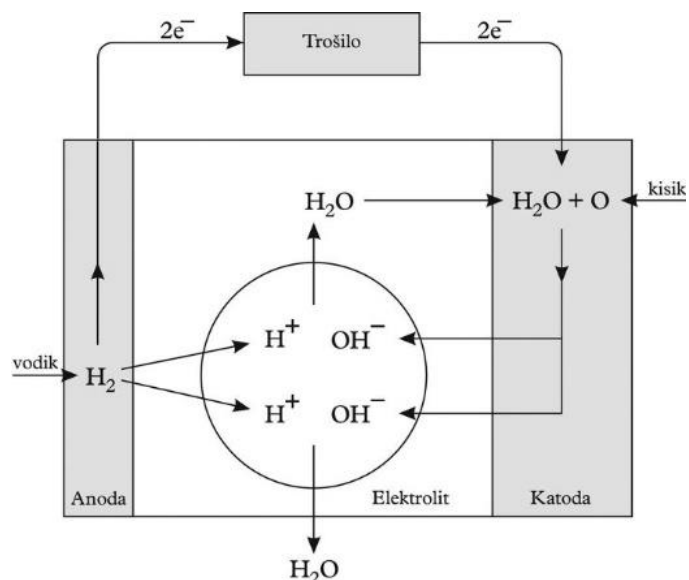 2e⁻ Trošilo 2e⁻
H₂O H₂O + O kisik
H⁺ OH⁻
vodik H₂
H⁺ OH⁻
Anoda Elektrolit Katoda
H₂O